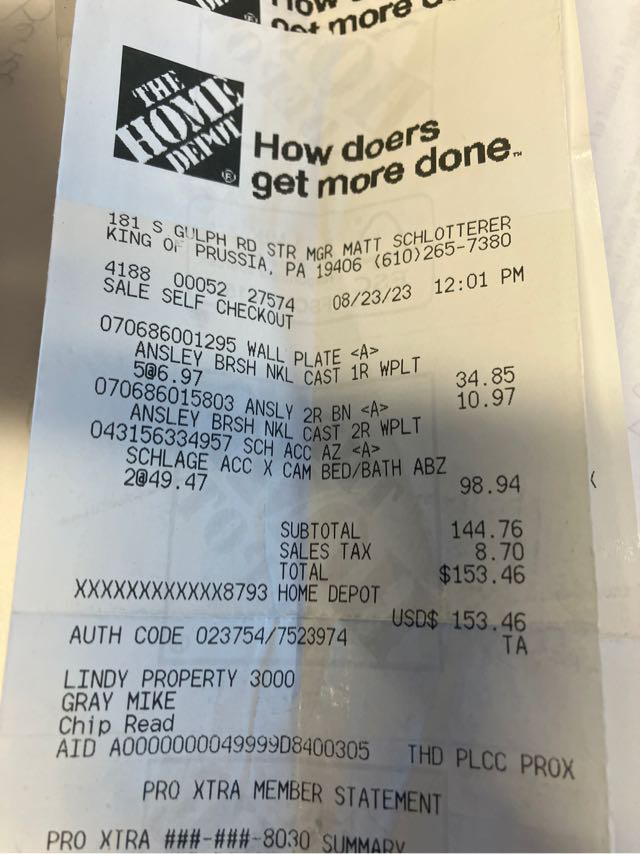 How
Get more
THE
HOME
DEPOT
®
How doers
get more done.™
181 S GULPH RD STR MGR MATT SCHLOTTERER
KING OF PRUSSIA, PA 19406 (610)265-7380
4188 00052 27574 08/23/23 12:01 PM
SALE SELF CHECKOUT
070686001295 WALL PLATE <A>
ANSLEY BRSH NKL CAST 1R WPLT
5@6.97 34.85
070686015803 ANSLY 2R BN <A> 10.97
ANSLEY BRSH NKL CAST 2R WPLT
043156334957 SCH ACC AZ <A>
SCHLAGE ACC X CAM BED/BATH ABZ
2@49.47 98.94
SUBTOTAL 144.76
SALES TAX 8.70
TOTAL $153.46
XXXXXXXXXXXX8793 HOME DEPOT
USD$ 153.46
AUTH CODE 023754/7523974 TA
LINDY PROPERTY 3000
GRAY MIKE
Chip Read
AID A0000000049999D8400305 THD PLCC PROX
PRO XTRA MEMBER STATEMENT
PRO XTRA ###-###-8030 SUMMARY